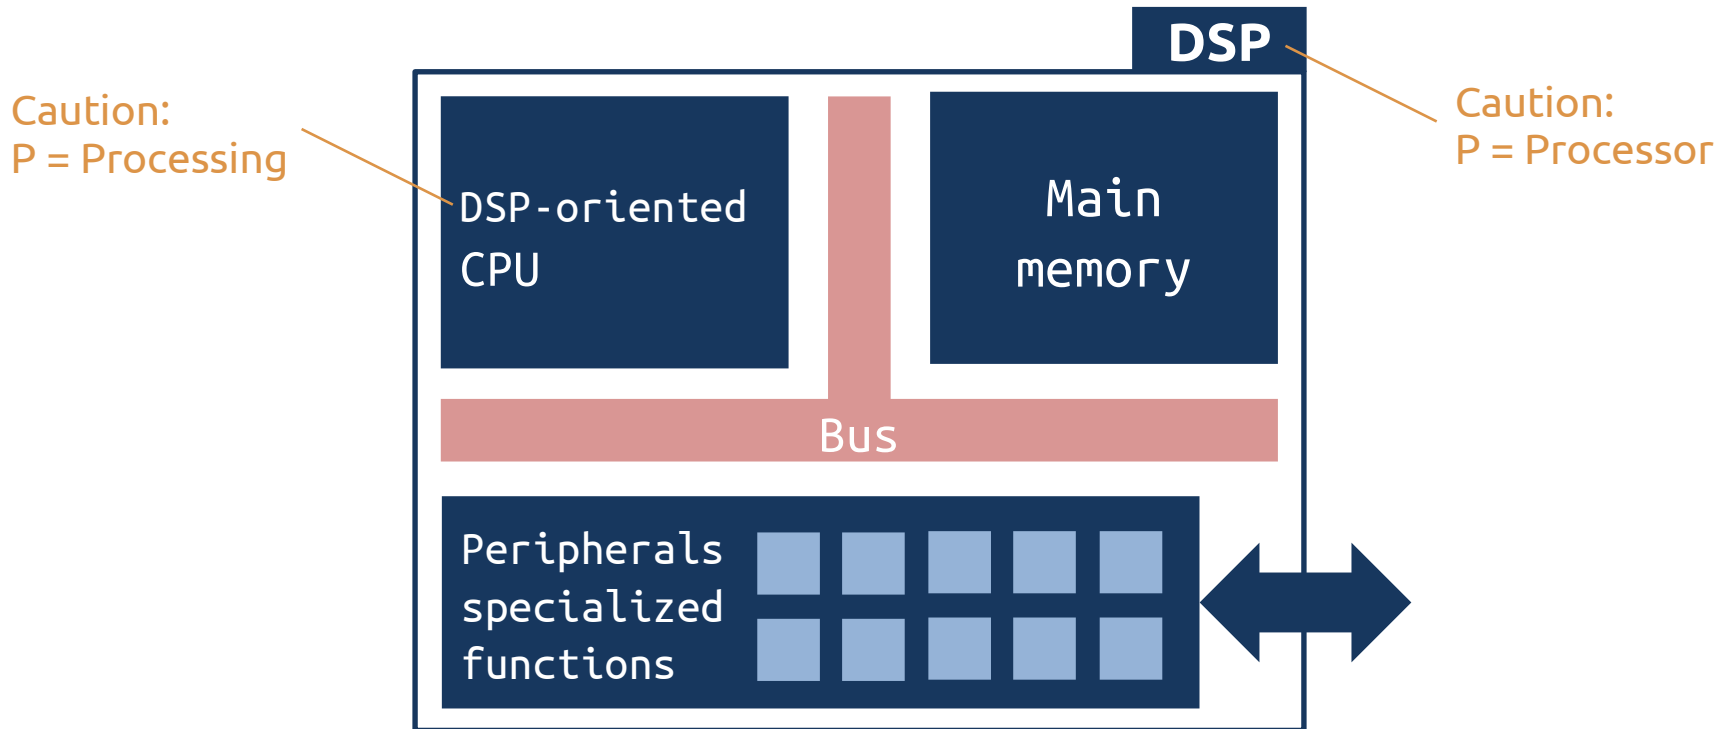 DSP
Caution:
P = Processing
Caution:
P = Processor
DSP-oriented
CPU
Main
memory
Bus
Peripherals
specialized
functions